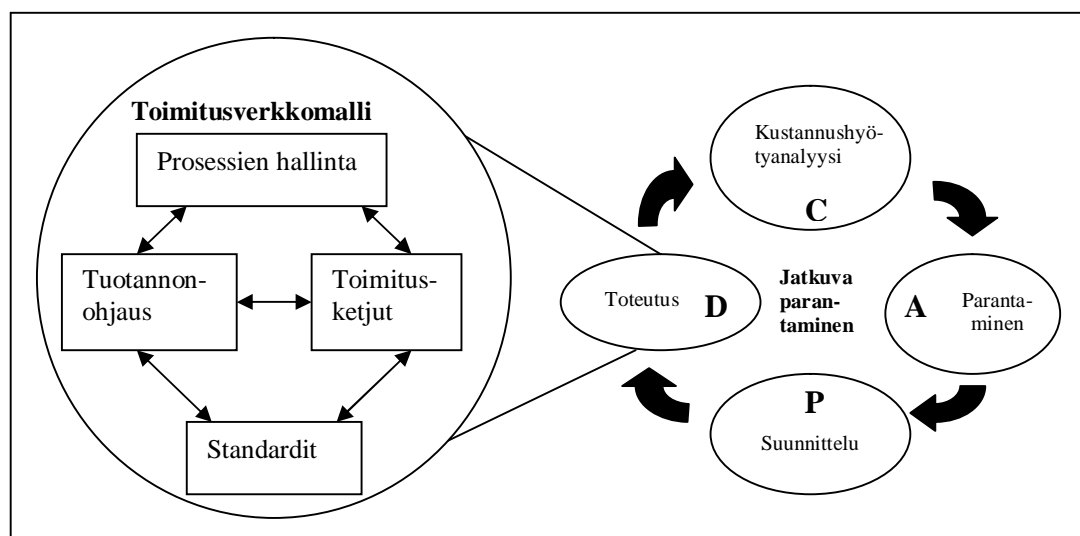 Toimitusverkkomalli
Prosessien hallinta
Tuotannon-
ohjaus
Toimitus-
ketjut
Standardit
Kustannushyö-
tyanalyysi
C
Toteutus D
Jatkuva
paran-
taminen
A Paranta-
minen
P
Suunnittelu